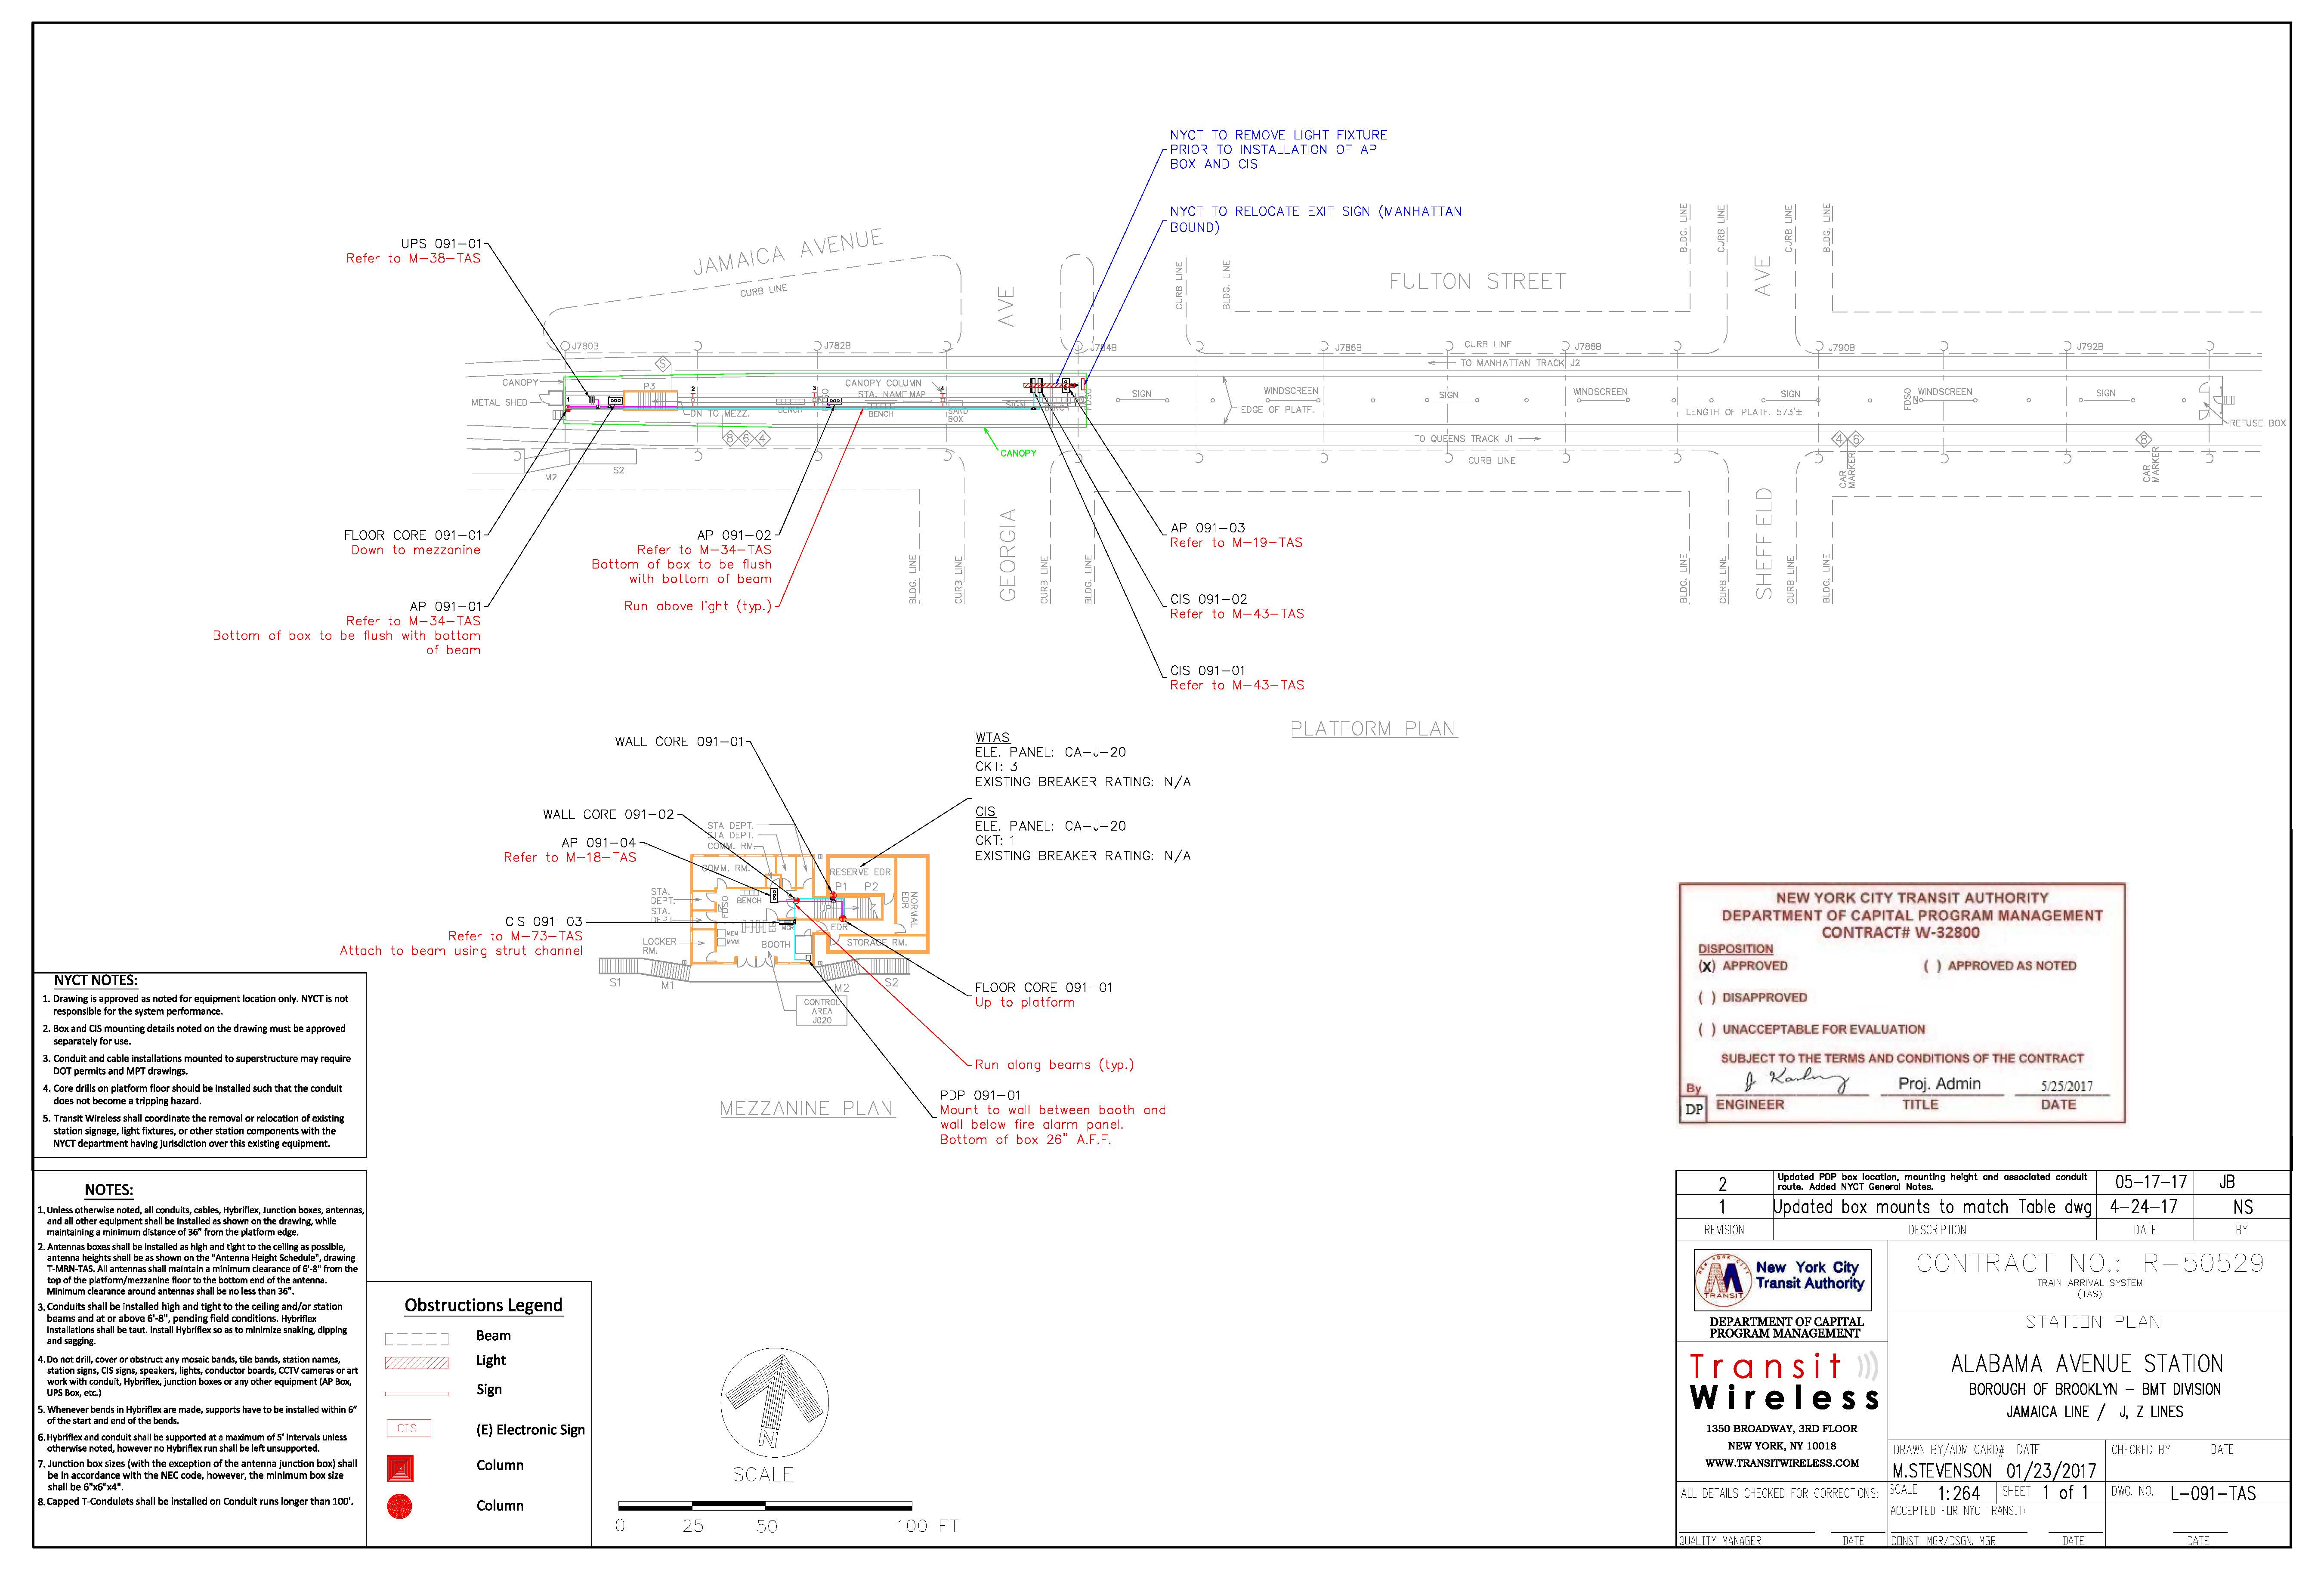 NYCT TO REMOVE LIGHT FIXTURE
PRIOR TO INSTALLATION OF AP
BOX AND CIS
NYCT TO RELOCATE EXIT SIGN (MANHATTAN
BOUND)
UPS 091-01
Refer to M-38-TAS
JAMAICA AVENUE
CURB LINE
AVE
CURB LINE
BLDG. LINE
FULTON STREET
BLDG. LINE
CURB LINE
AVE
CURB LINE
BLDG. LINE
J780B
J782B
J784B
J786B
CURB LINE
J788B
J790B
J792B
5
TO MANHATTAN TRACK J2
CANOPY
P3
CANOPY COLUMN
STA. NAME MAP
METAL SHED
1
2
3
4
DN TO MEZZ.
BENCH
BENCH
SAND
BOX
SIGN
BENCH
FDSO
SIGN
WINDSCREEN
SIGN
WINDSCREEN
SIGN
FDSO
WINDSCREEN
SIGN
EDGE OF PLATF.
LENGTH OF PLATF. 573'±
REFUSE BOX
8 6 4
TO QUEENS TRACK J1
4 6
8
CANOPY
CURB LINE
M2
S2
CAR
MARKER
CAR
MARKER
FLOOR CORE 091-01
Down to mezzanine
AP 091-02
Refer to M-34-TAS
Bottom of box to be flush
with bottom of beam
Run above light (typ.)
AP 091-01
Refer to M-34-TAS
Bottom of box to be flush with bottom
of beam
BLDG. LINE
CURB LINE
GEORGIA
CURB LINE
BLDG. LINE
AP 091-03
Refer to M-19-TAS
CIS 091-02
Refer to M-43-TAS
CIS 091-01
Refer to M-43-TAS
BLDG. LINE
CURB LINE
SHEFFIELD
CURB LINE
BLDG. LINE
PLATFORM PLAN
WALL CORE 091-01
WTAS
ELE. PANEL: CA-J-20
CKT: 3
EXISTING BREAKER RATING: N/A
CIS
ELE. PANEL: CA-J-20
CKT: 1
EXISTING BREAKER RATING: N/A
WALL CORE 091-02
AP 091-04
Refer to M-18-TAS
CIS 091-03
Refer to M-73-TAS
Attach to beam using strut channel
STA DEPT.
STA DEPT.
COMM. RM.
COMM. RM.
RESERVE EDR
P1 P2
STA.
DEPT.
STA.
DEPT.
FDSO
BENCH
NORMAL
EDR
MEM
MVM
BOOTH
EDR
STORAGE RM.
LOCKER
RM.
S1
M1
M2
S2
CONTROL
AREA
J020
FLOOR CORE 091-01
Up to platform
Run along beams (typ.)
PDP 091-01
Mount to wall between booth and
wall below fire alarm panel.
Bottom of box 26" A.F.F.
MEZZANINE PLAN
NYCT NOTES:
1. Drawing is approved as noted for equipment location only. NYCT is not
responsible for the system performance.
2. Box and CIS mounting details noted on the drawing must be approved
separately for use.
3. Conduit and cable installations mounted to superstructure may require
DOT permits and MPT drawings.
4. Core drills on platform floor should be installed such that the conduit
does not become a tripping hazard.
5. Transit Wireless shall coordinate the removal or relocation of existing
station signage, light fixtures, or other station components with the
NYCT department having jurisdiction over this existing equipment.
NOTES:
1. Unless otherwise noted, all conduits, cables, Hybriflex, Junction boxes, antennas,
and all other equipment shall be installed as shown on the drawing, while
maintaining a minimum distance of 36" from the platform edge.
2. Antennas boxes shall be installed as high and tight to the ceiling as possible,
antenna heights shall be as shown on the "Antenna Height Schedule", drawing
T-MRN-TAS. All antennas shall maintain a minimum clearance of 6'-8" from the
top of the platform/mezzanine floor to the bottom end of the antenna.
Minimum clearance around antennas shall be no less than 36".
3. Conduits shall be installed high and tight to the ceiling and/or station
beams and at or above 6'-8", pending field conditions. Hybriflex
installations shall be taut. Install Hybriflex so as to minimize snaking, dipping
and sagging.
4. Do not drill, cover or obstruct any mosaic bands, tile bands, station names,
station signs, CIS signs, speakers, lights, conductor boards, CCTV cameras or art
work with conduit, Hybriflex, junction boxes or any other equipment (AP Box,
UPS Box, etc.)
5. Whenever bends in Hybriflex are made, supports have to be installed within 6"
of the start and end of the bends.
6. Hybriflex and conduit shall be supported at a maximum of 5' intervals unless
otherwise noted, however no Hybriflex run shall be left unsupported.
7. Junction box sizes (with the exception of the antenna junction box) shall
be in accordance with the NEC code, however, the minimum box size
shall be 6"x6"x4".
8. Capped T-Condulets shall be installed on Conduit runs longer than 100'.
Obstructions Legend
Beam
Light
Sign
CIS
(E) Electronic Sign
Column
Column
N
SCALE
0 25 50 100 FT
NEW YORK CITY TRANSIT AUTHORITY
DEPARTMENT OF CAPITAL PROGRAM MANAGEMENT
CONTRACT# W-32800
DISPOSITION
(X) APPROVED
( ) APPROVED AS NOTED
( ) DISAPPROVED
( ) UNACCEPTABLE FOR EVALUATION
SUBJECT TO THE TERMS AND CONDITIONS OF THE CONTRACT
By
Proj. Admin
5/25/2017
DP
ENGINEER
TITLE
DATE
2
Updated PDP box location, mounting height and associated conduit
route. Added NYCT General Notes.
05-17-17
JB
1
Updated box mounts to match Table dwg
4-24-17
NS
REVISION
DESCRIPTION
DATE
BY
NEW YORK CITY
TRANSIT
New York City
Transit Authority
DEPARTMENT OF CAPITAL
PROGRAM MANAGEMENT
CONTRACT NO.: R-50529
TRAIN ARRIVAL SYSTEM
(TAS)
STATION PLAN
Transit
Wireless
1350 BROADWAY, 3RD FLOOR
NEW YORK, NY 10018
WWW.TRANSITWIRELESS.COM
ALABAMA AVENUE STATION
BOROUGH OF BROOKLYN - BMT DIVISION
JAMAICA LINE / J, Z LINES
DRAWN BY/ADM CARD# DATE
M.STEVENSON 01/23/2017
CHECKED BY
DATE
SCALE 1:264
SHEET 1 of 1
DWG. NO. L-091-TAS
ALL DETAILS CHECKED FOR CORRECTIONS:
ACCEPTED FOR NYC TRANSIT:
QUALITY MANAGER
DATE
CONST. MGR/DSGN. MGR
DATE
DATE